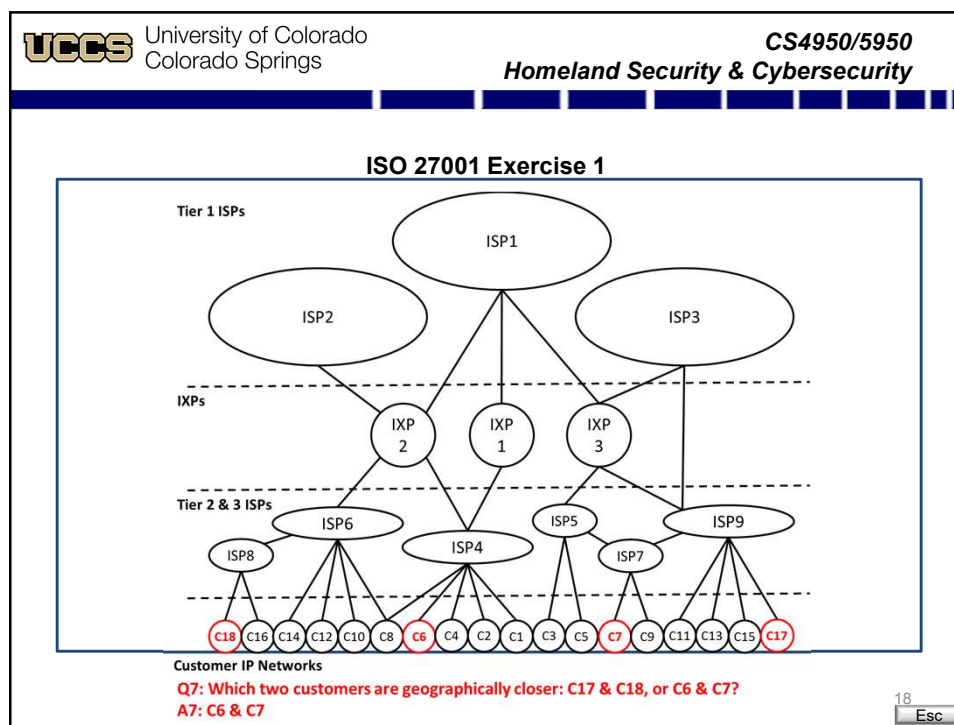 UCCS University of Colorado
Colorado Springs
CS4950/5950
Homeland Security & Cybersecurity
ISO 27001 Exercise 1
Tier 1 ISPs
ISP1
ISP2
ISP3
IXPs
IXP
2
IXP
1
IXP
3
Tier 2 & 3 ISPs
ISP6
ISP5
ISP9
ISP8
ISP4
ISP7
C18 C16 C14 C12 C10 C8 C6 C4 C2 C1 C3 C5 C7 C9 C11 C13 C15 C17
Customer IP Networks
Q7: Which two customers are geographically closer: C17 & C18, or C6 & C7?
A7: C6 & C7
18
Esc